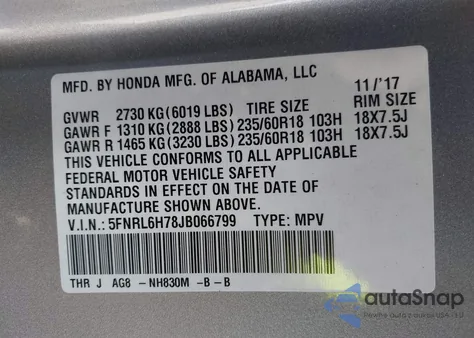 MFD. BY HONDA MFG. OF ALABAMA, LLC 11/'17
GVWR 2730 KG(6019 LBS) TIRE SIZE RIM SIZE
GAWR F 1310 KG(2888 LBS)235/60R18 103H 18X7.5J
GAWR R 1465 KG(3230 LBS)235/60R18 103H 18X7.5J
THIS VEHICLE CONFORMS TO ALL APPLICABLE
FEDERAL MOTOR VEHICLE SAFETY
STANDARDS IN EFFECT ON THE DATE OF
MANUFACTURE SHOWN ABOVE.
V.I.N.: 5FNRL6H78JB066799 TYPE: MPV
THR J AG8 -NH830M -B -B
autaSnap